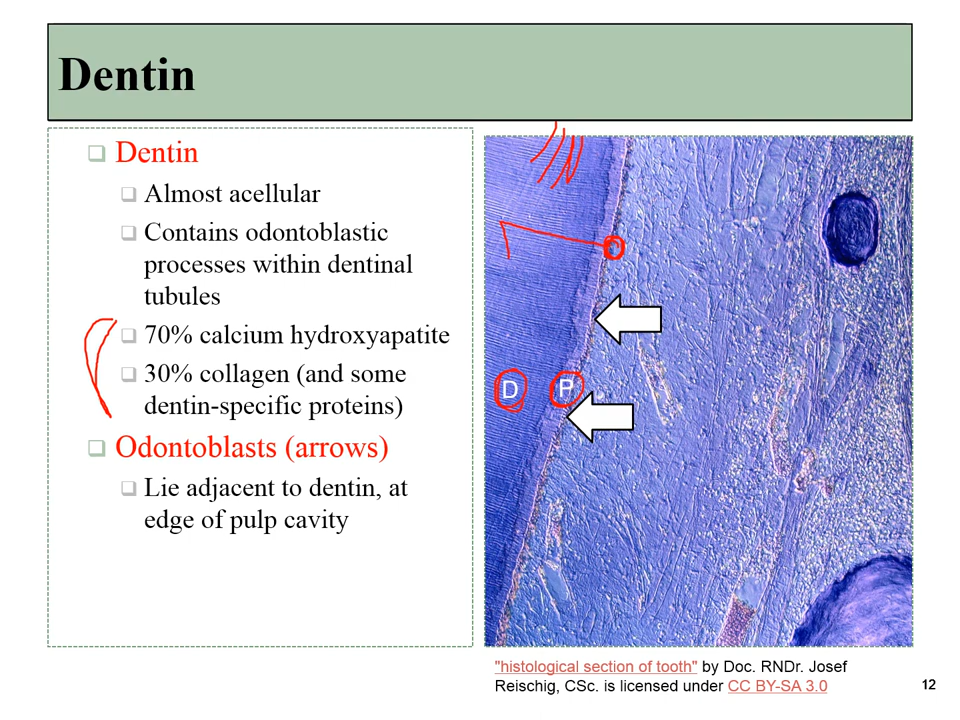 Dentin
Dentin
Almost acellular
Contains odontoblastic
processes within dentinal
tubules
70% calcium hydroxyapatite
30% collagen (and some
dentin-specific proteins)
Odontoblasts (arrows)
Lie adjacent to dentin, at
edge of pulp cavity
D
P
"histological section of tooth" by Doc. RNDr. Josef
Reischig, CSc. is licensed under CC BY-SA 3.0
12